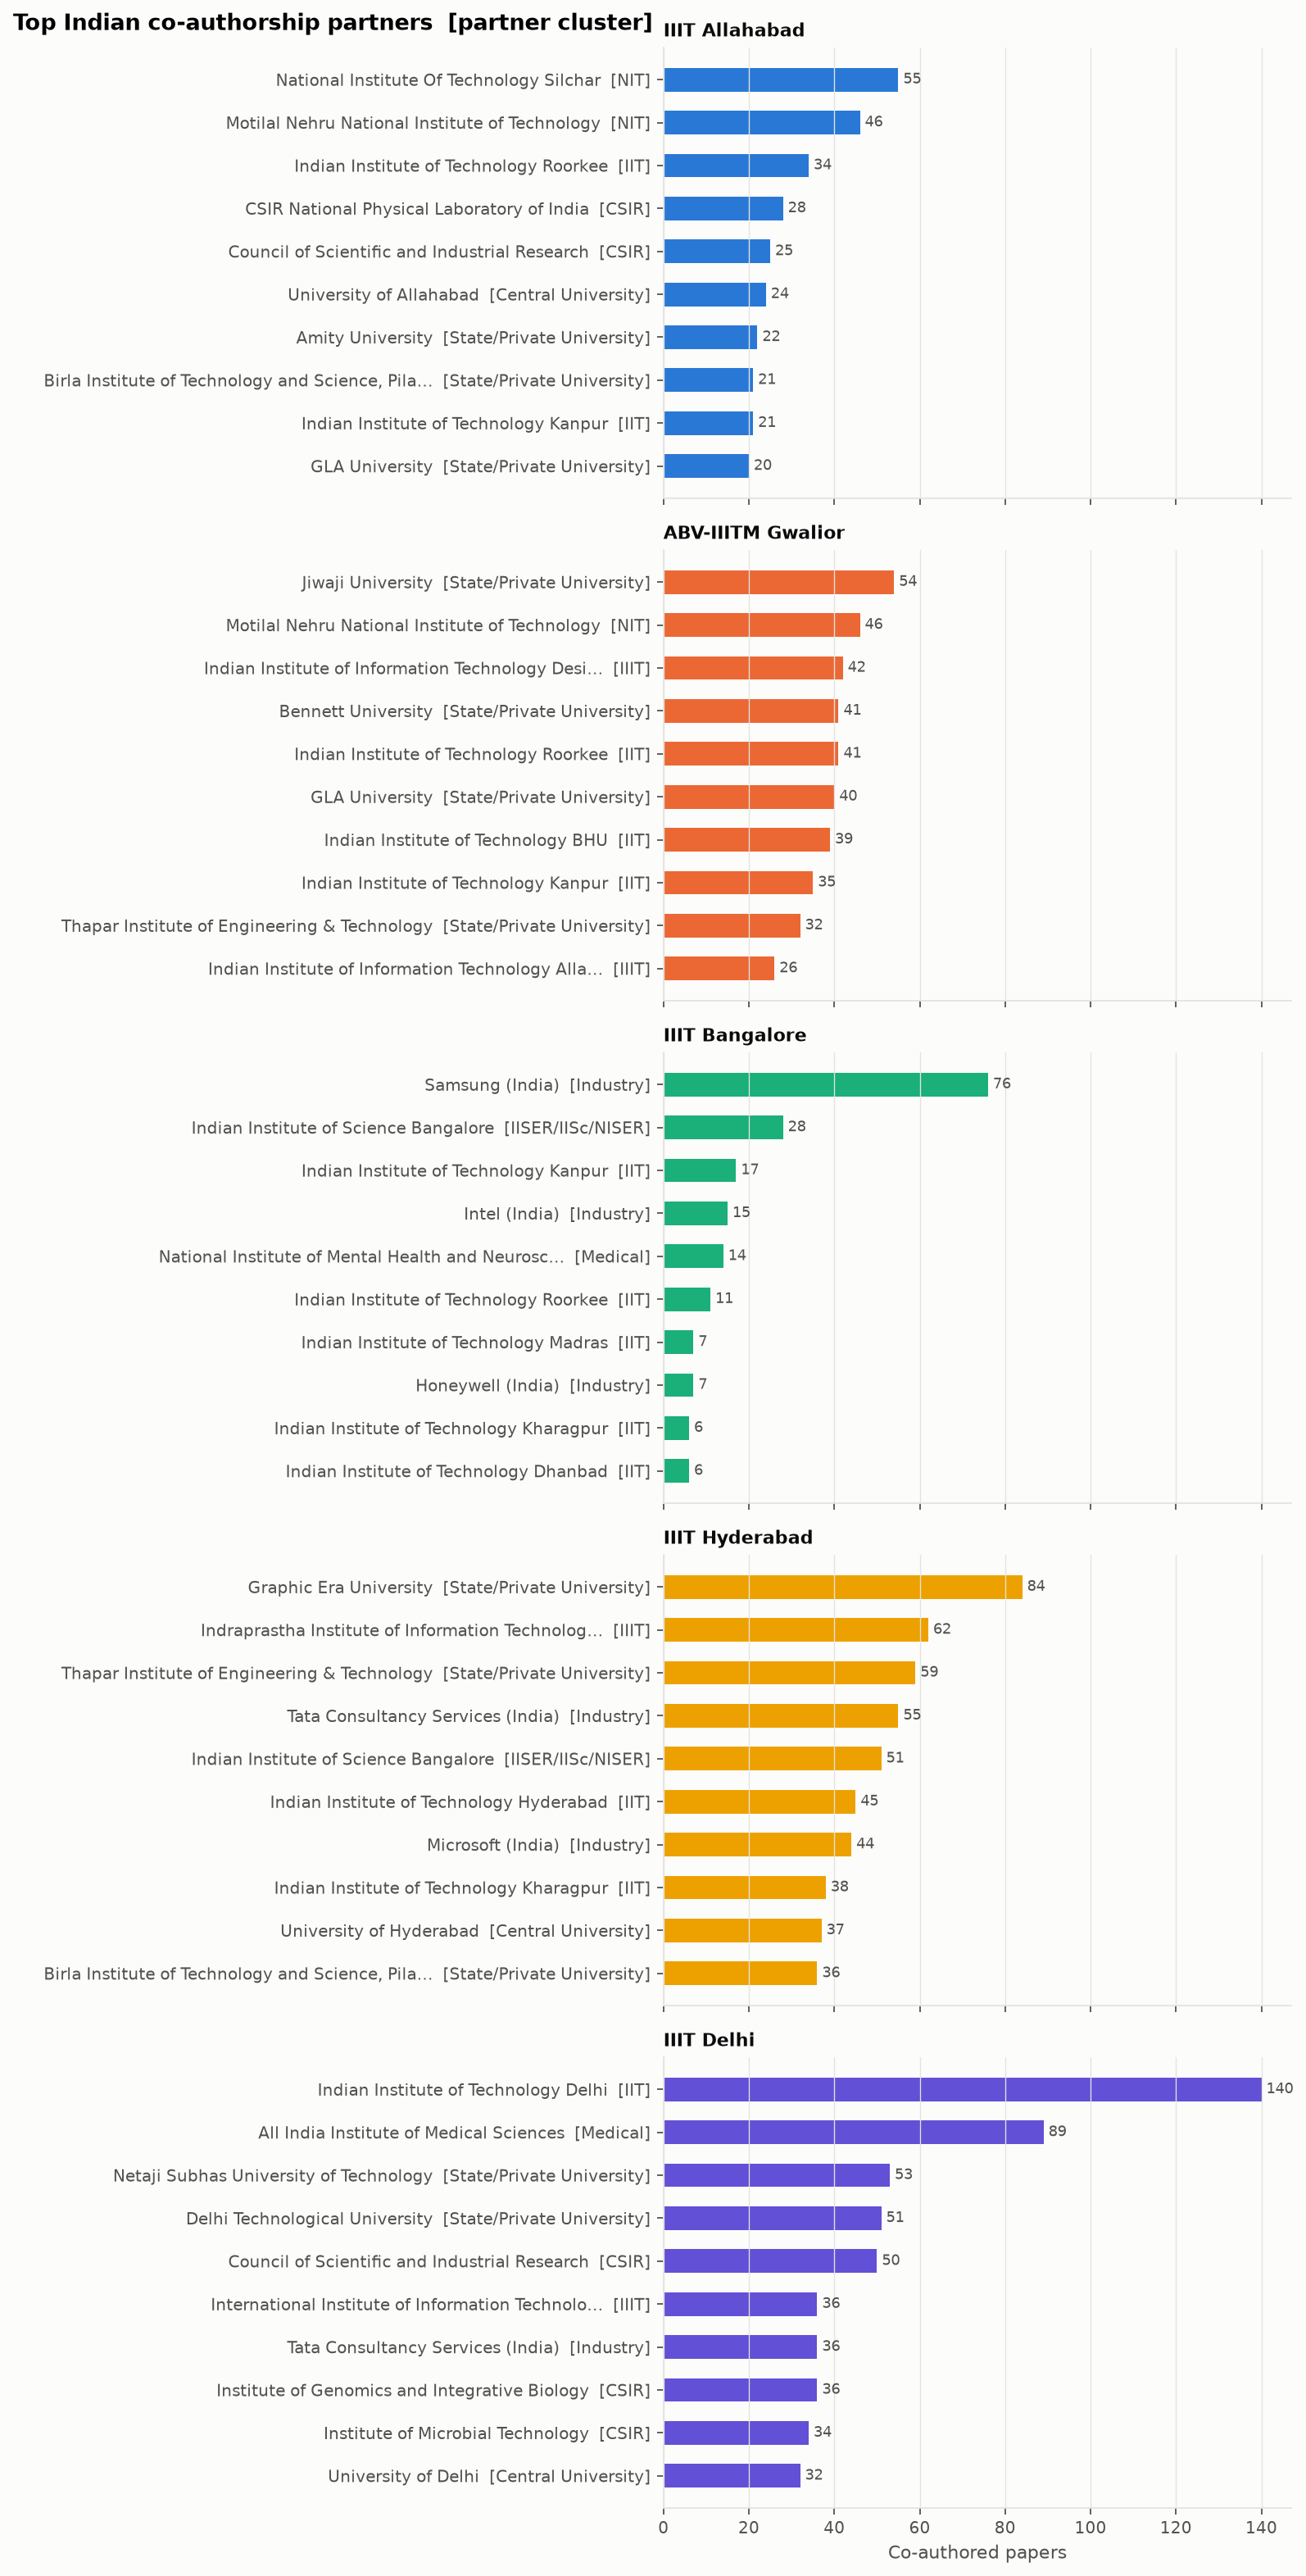 Top Indian co-authorship partners [partner cluster]
IIIT Allahabad
National Institute Of Technology Silchar [NIT] 55
Motilal Nehru National Institute of Technology [NIT] 46
Indian Institute of Technology Roorkee [IIT] 34
CSIR National Physical Laboratory of India [CSIR] 28
Council of Scientific and Industrial Research [CSIR] 25
University of Allahabad [Central University] 24
Amity University [State/Private University] 22
Birla Institute of Technology and Science, Pila… [State/Private University] 21
Indian Institute of Technology Kanpur [IIT] 21
GLA University [State/Private University] 20
ABV-IIITM Gwalior
Jiwaji University [State/Private University] 54
Motilal Nehru National Institute of Technology [NIT] 46
Indian Institute of Information Technology Desi… [IIIT] 42
Bennett University [State/Private University] 41
Indian Institute of Technology Roorkee [IIT] 41
GLA University [State/Private University] 40
Indian Institute of Technology BHU [IIT] 39
Indian Institute of Technology Kanpur [IIT] 35
Thapar Institute of Engineering & Technology [State/Private University] 32
Indian Institute of Information Technology Alla… [IIIT] 26
IIIT Bangalore
Samsung (India) [Industry] 76
Indian Institute of Science Bangalore [IISER/IISc/NISER] 28
Indian Institute of Technology Kanpur [IIT] 17
Intel (India) [Industry] 15
National Institute of Mental Health and Neurosc… [Medical] 14
Indian Institute of Technology Roorkee [IIT] 11
Indian Institute of Technology Madras [IIT] 7
Honeywell (India) [Industry] 7
Indian Institute of Technology Kharagpur [IIT] 6
Indian Institute of Technology Dhanbad [IIT] 6
IIIT Hyderabad
Graphic Era University [State/Private University] 84
Indraprastha Institute of Information Technolog… [IIIT] 62
Thapar Institute of Engineering & Technology [State/Private University] 59
Tata Consultancy Services (India) [Industry] 55
Indian Institute of Science Bangalore [IISER/IISc/NISER] 51
Indian Institute of Technology Hyderabad [IIT] 45
Microsoft (India) [Industry] 44
Indian Institute of Technology Kharagpur [IIT] 38
University of Hyderabad [Central University] 37
Birla Institute of Technology and Science, Pila… [State/Private University] 36
IIIT Delhi
Indian Institute of Technology Delhi [IIT] 140
All India Institute of Medical Sciences [Medical] 89
Netaji Subhas University of Technology [State/Private University] 53
Delhi Technological University [State/Private University] 51
Council of Scientific and Industrial Research [CSIR] 50
International Institute of Information Technolo… [IIIT] 36
Tata Consultancy Services (India) [Industry] 36
Institute of Genomics and Integrative Biology [CSIR] 36
Institute of Microbial Technology [CSIR] 34
University of Delhi [Central University] 32
0 20 40 60 80 100 120 140
Co-authored papers